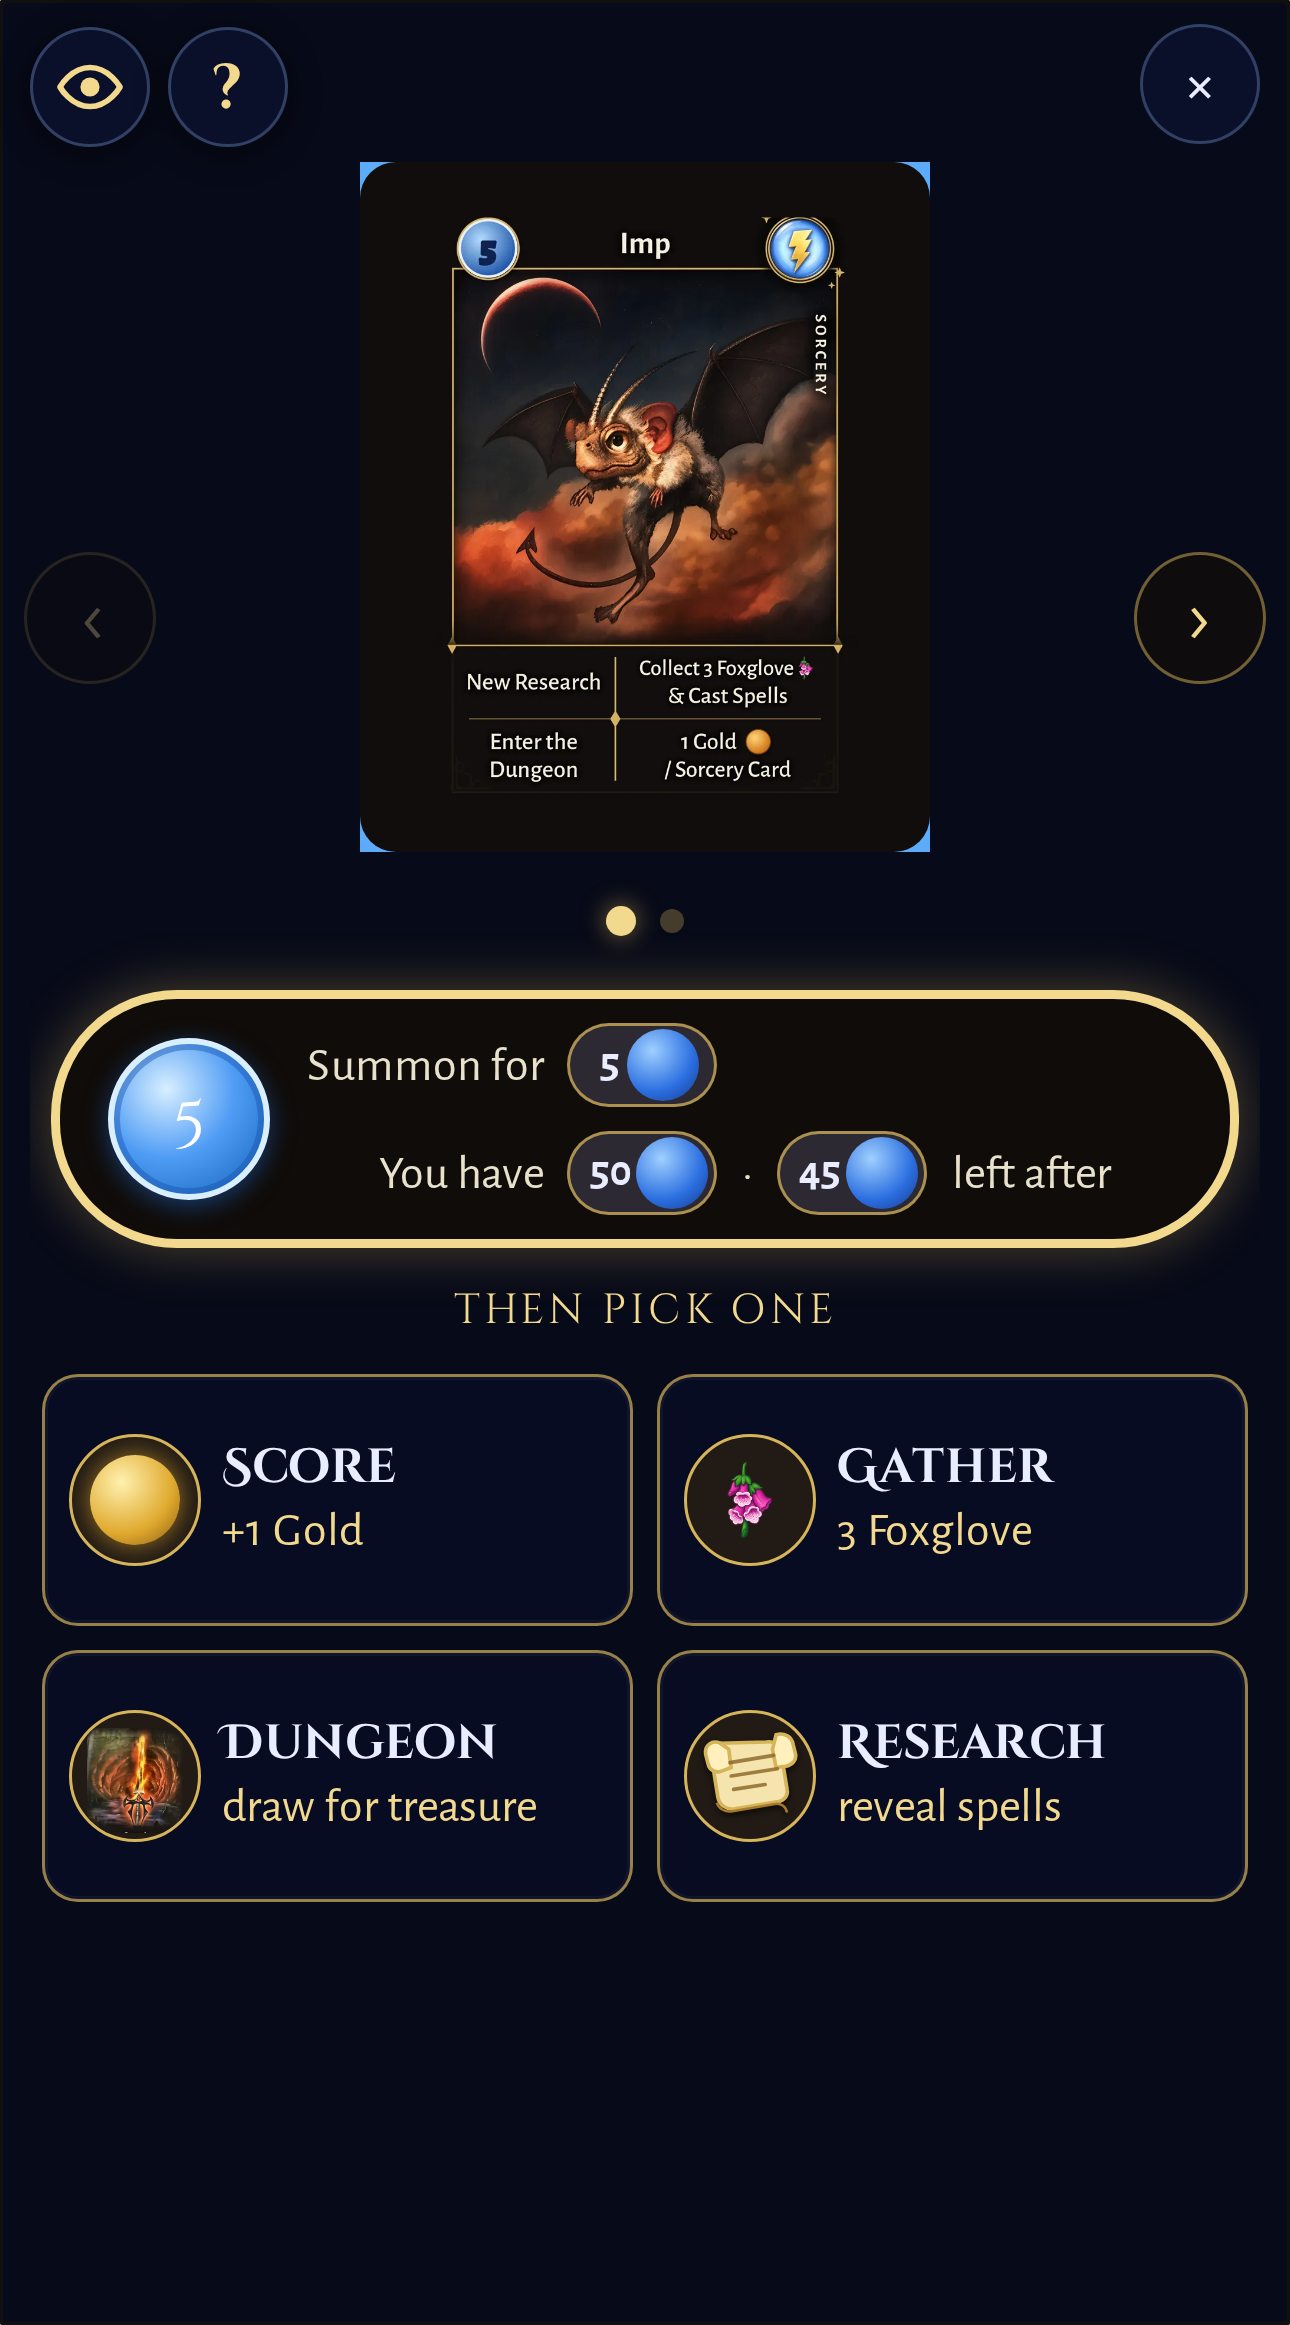 ?
×
5
Imp
SORCERY
New Research
Collect 3 Foxglove
& Cast Spells
Enter the
Dungeon
1 Gold
/ Sorcery Card
‹
›
5
Summon for 5
You have 50 · 45 left after
THEN PICK ONE
SCORE
+1 Gold
GATHER
3 Foxglove
DUNGEON
draw for treasure
RESEARCH
reveal spells